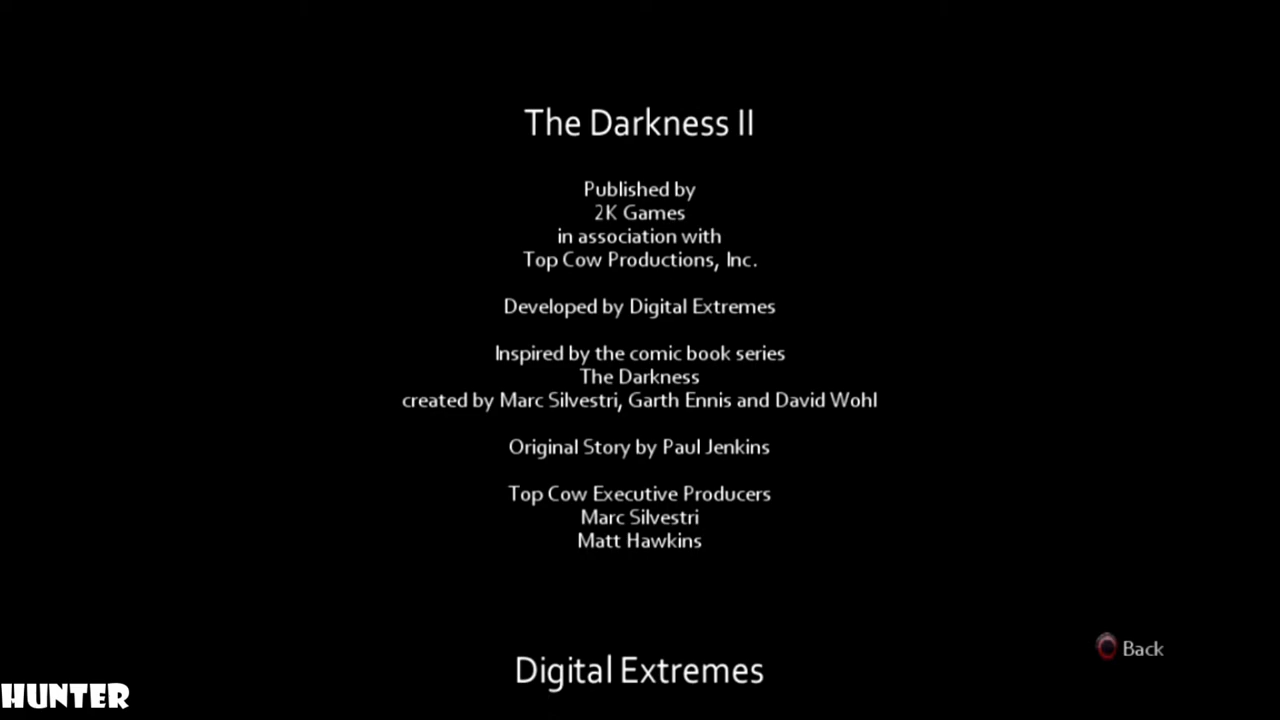 The Darkness II
Published by
2K Games
in association with
Top Cow Productions, Inc.
Developed by Digital Extremes
Inspired by the comic book series
The Darkness
created by Marc Silvestri, Garth Ennis and David Wohl
Original Story by Paul Jenkins
Top Cow Executive Producers
Marc Silvestri
Matt Hawkins
Back
Digital Extremes
HUNTER